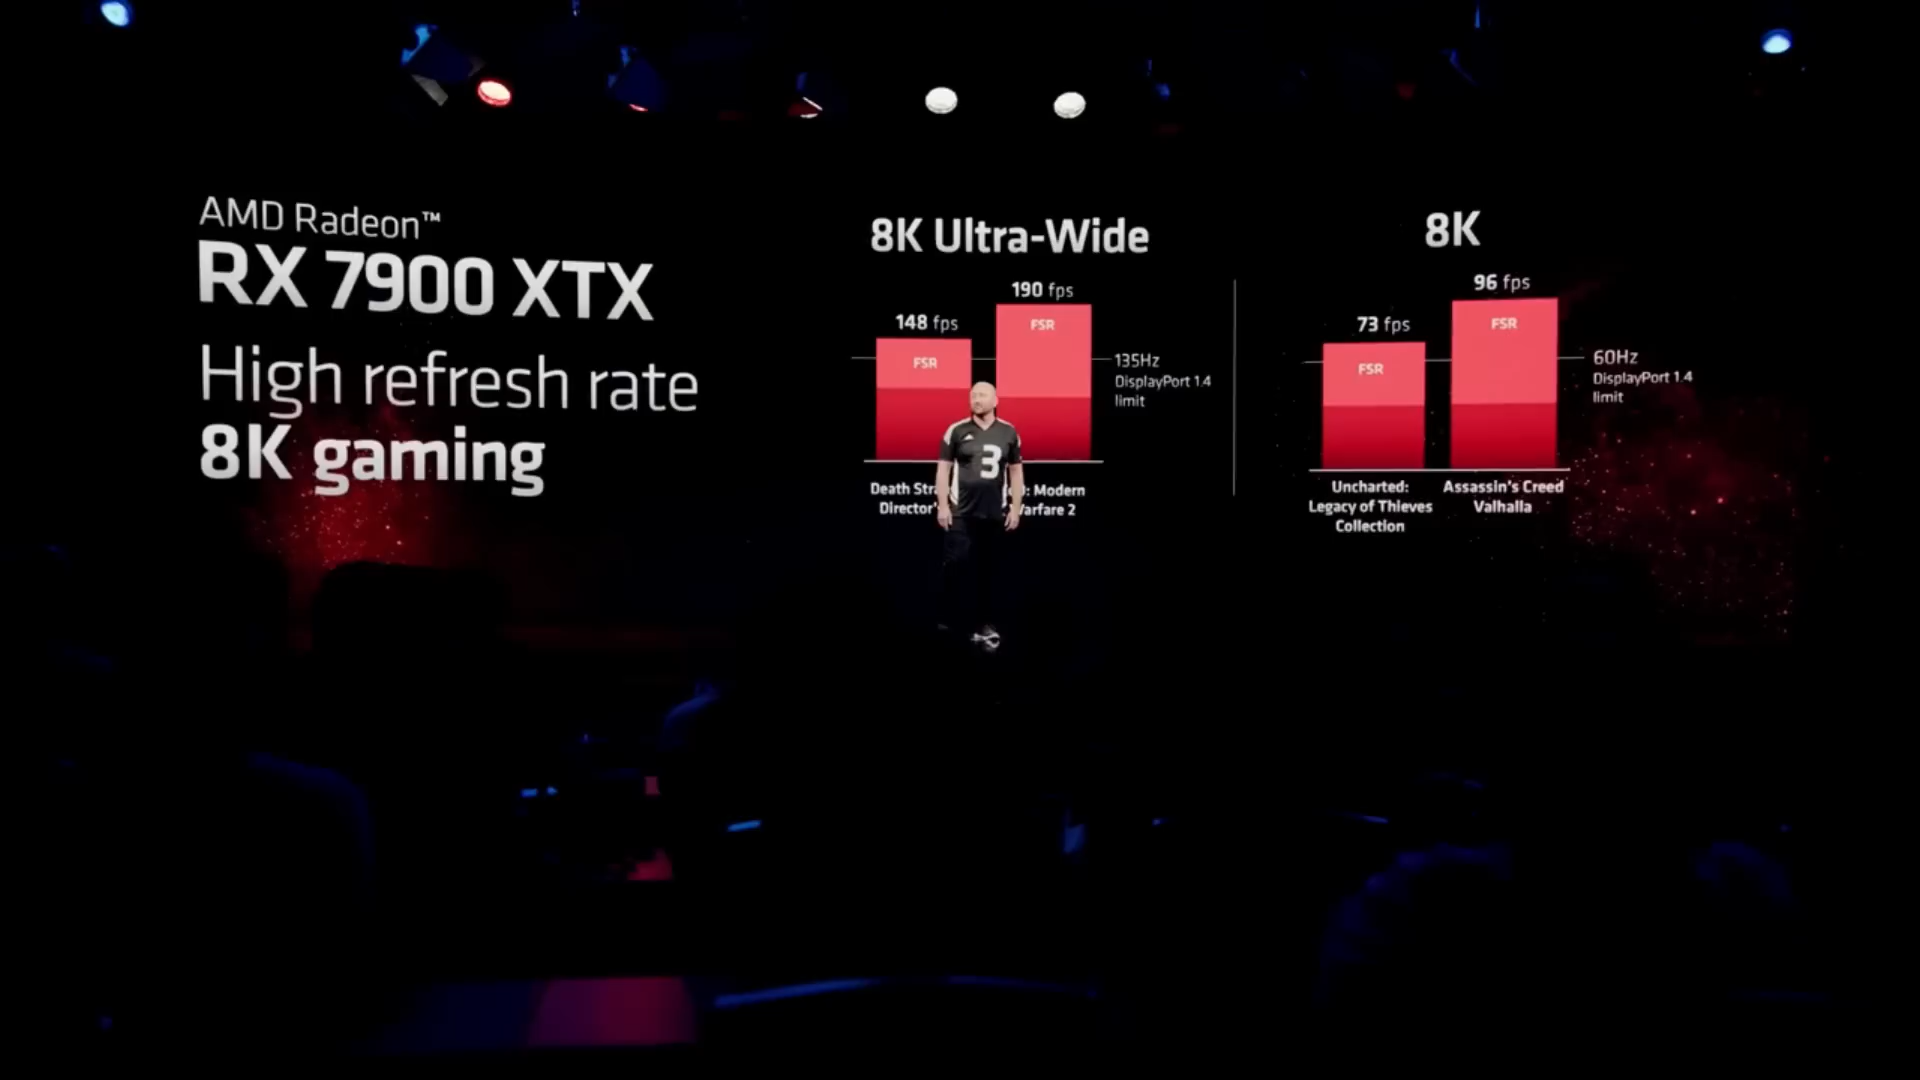 AMD Radeon™
RX 7900 XTX
High refresh rate
8K gaming
8K Ultra-Wide
148 fps
190 fps
FSR
FSR
135Hz
DisplayPort 1.4
limit
Death
Director'
Modern
Warfare 2
3
8K
73 fps
96 fps
FSR
FSR
60Hz
DisplayPort 1.4
limit
Uncharted:
Legacy of Thieves
Collection
Assassin's Creed
Valhalla